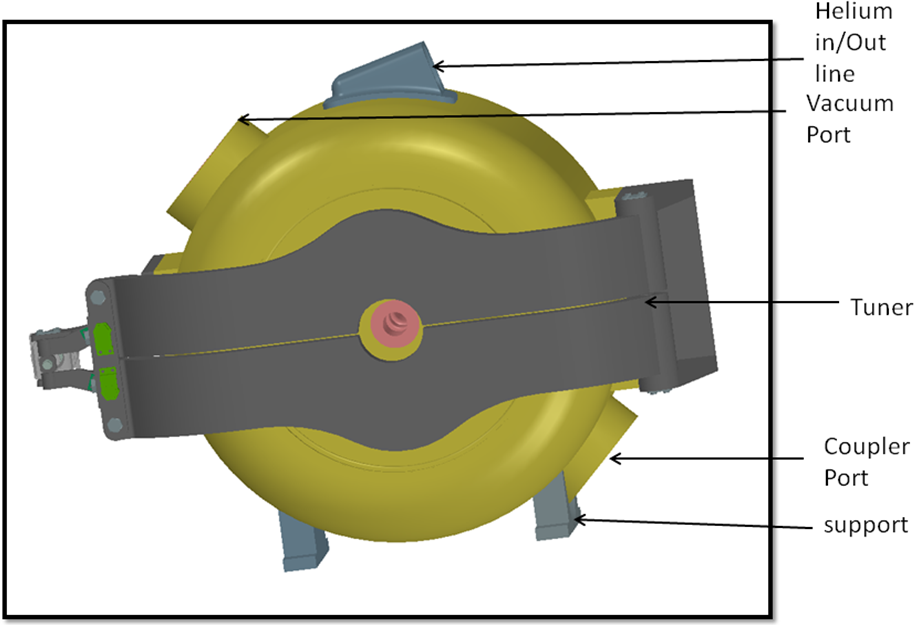 Helium
in/Out
line
Vacuum
Port
Tuner
Coupler
Port
support